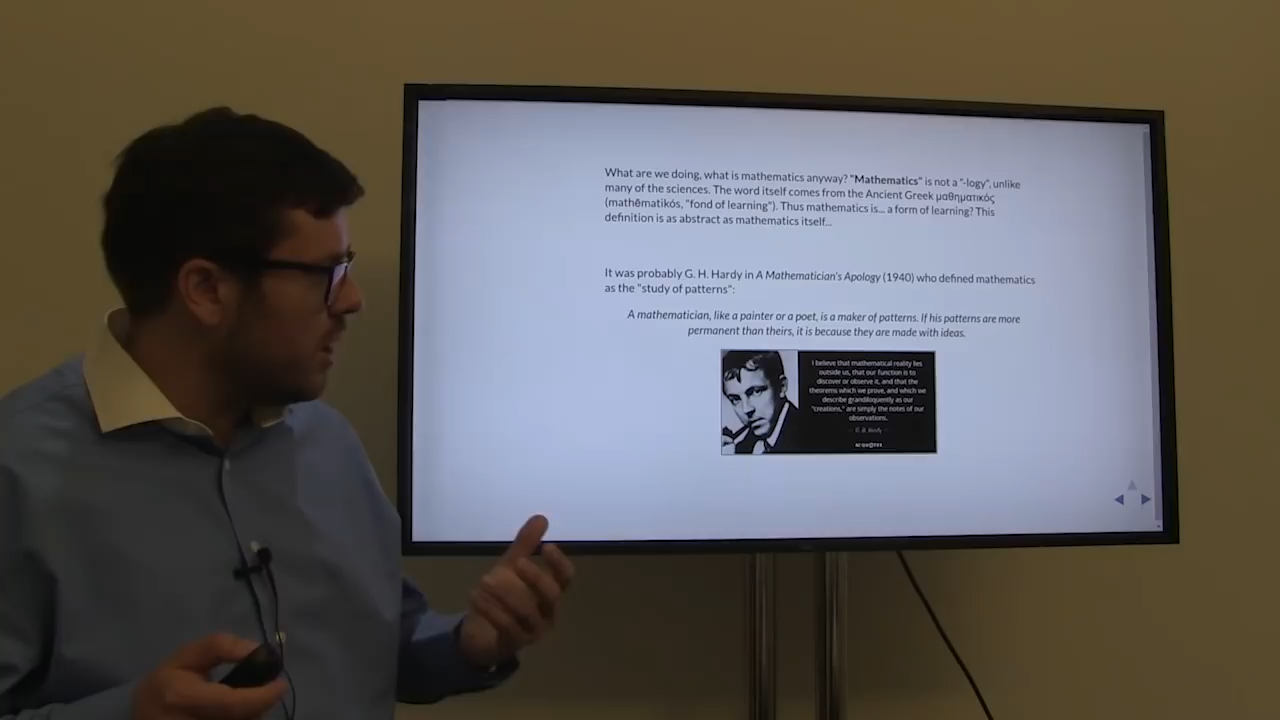 What are we doing, what is mathematics anyway? "Mathematics" is not a "-logy", unlike
many of the sciences. The word itself comes from the Ancient Greek μαθηματικός
(mathēmatikós, "fond of learning"). Thus mathematics is... a form of learning? This
definition is as abstract as mathematics itself...
It was probably G. H. Hardy in A Mathematician's Apology (1940) who defined mathematics
as the "study of patterns":
A mathematician, like a painter or a poet, is a maker of patterns. If his patterns are more
permanent than theirs, it is because they are made with ideas.
I believe that mathematical reality lies
outside us, that our function is to
discover or observe it, and that the
theorems which we prove, and which we
describe grandiloquently as our
"creations," are simply the notes of our
observations.
— G. H. Hardy —
AZ QUOTES